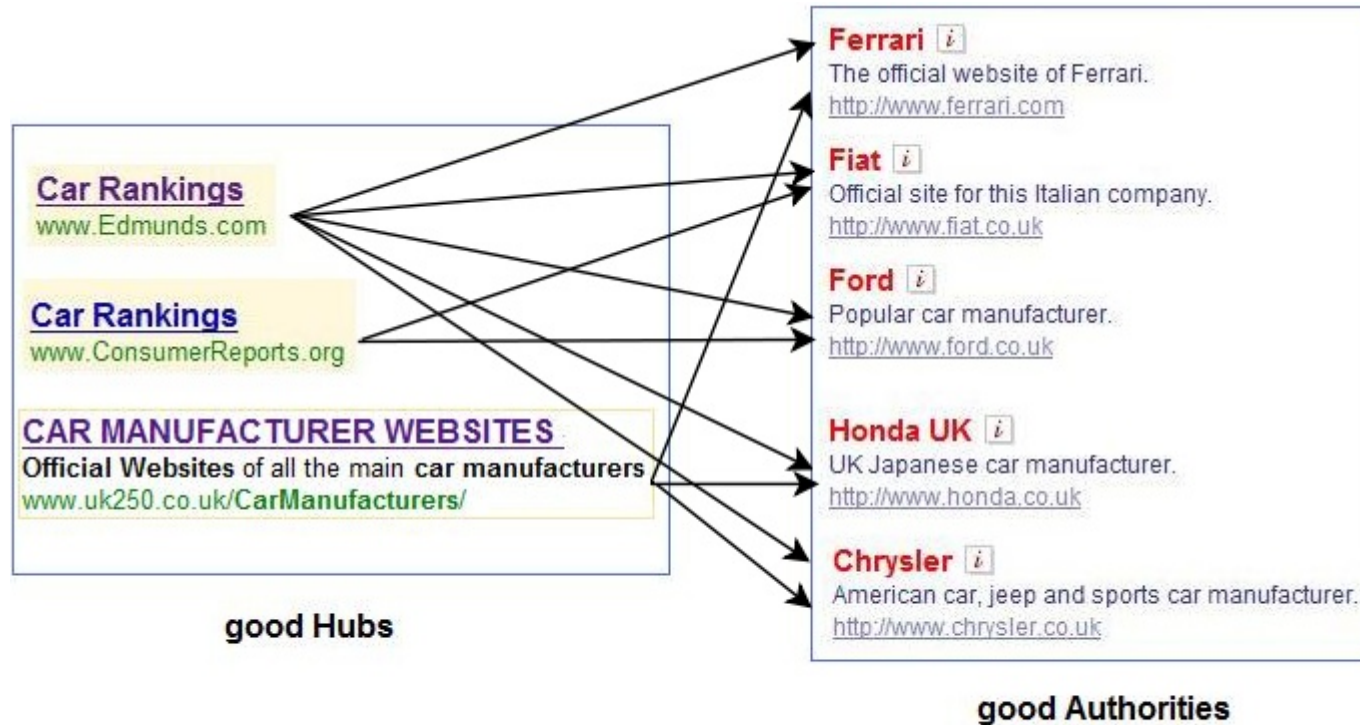 Car Rankings
www.Edmunds.com
Car Rankings
www.ConsumerReports.org
CAR MANUFACTURER WEBSITES
Official Websites of all the main car manufacturers
www.uk250.co.uk/CarManufacturers/
good Hubs
Ferrari i
The official website of Ferrari.
http://www.ferrari.com
Fiat i
Official site for this Italian company.
http://www.fiat.co.uk
Ford i
Popular car manufacturer.
http://www.ford.co.uk
Honda UK i
UK Japanese car manufacturer.
http://www.honda.co.uk
Chrysler i
American car, jeep and sports car manufacturer.
http://www.chrysler.co.uk
good Authorities